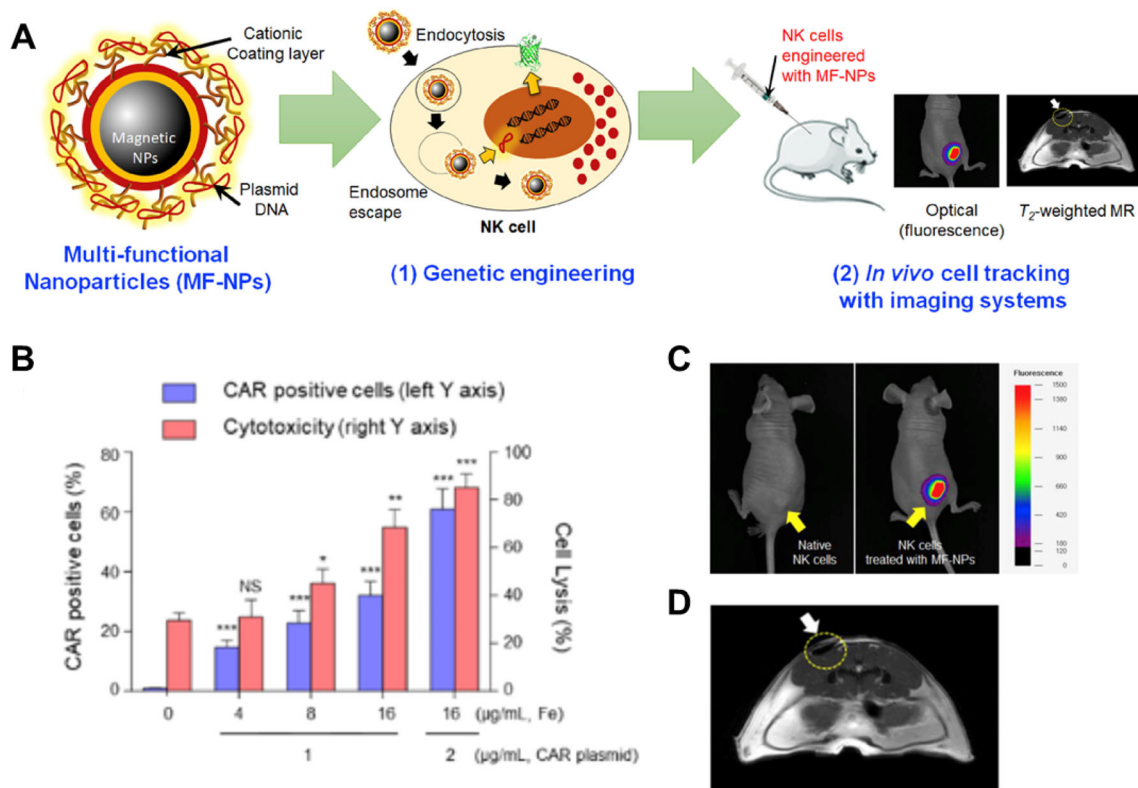 A
Cationic
Coating layer
Magnetic
NPs
Plasmid
DNA
Multi-functional
Nanoparticles (MF-NPs)
Endocytosis
Endosome
escape
NK cell
(1) Genetic engineering
NK cells
engineered
with MF-NPs
Optical
(fluorescence)
T2-weighted MR
(2) In vivo cell tracking
with imaging systems
B
CAR positive cells (left Y axis)
Cytotoxicity (right Y axis)
CAR positive cells (%)
80
60
40
20
0
*** NS
*** *
*** **
*** ***
100
80
60
40
20
0
Cell Lysis (%)
0 4 8 16 16 (μg/mL, Fe)
1 2 (μg/mL, CAR plasmid)
C
Native
NK cells
NK cells
treated with MF-NPs
Fluorescence
1500
1400
1140
900
780
600
420
180
120
0
D